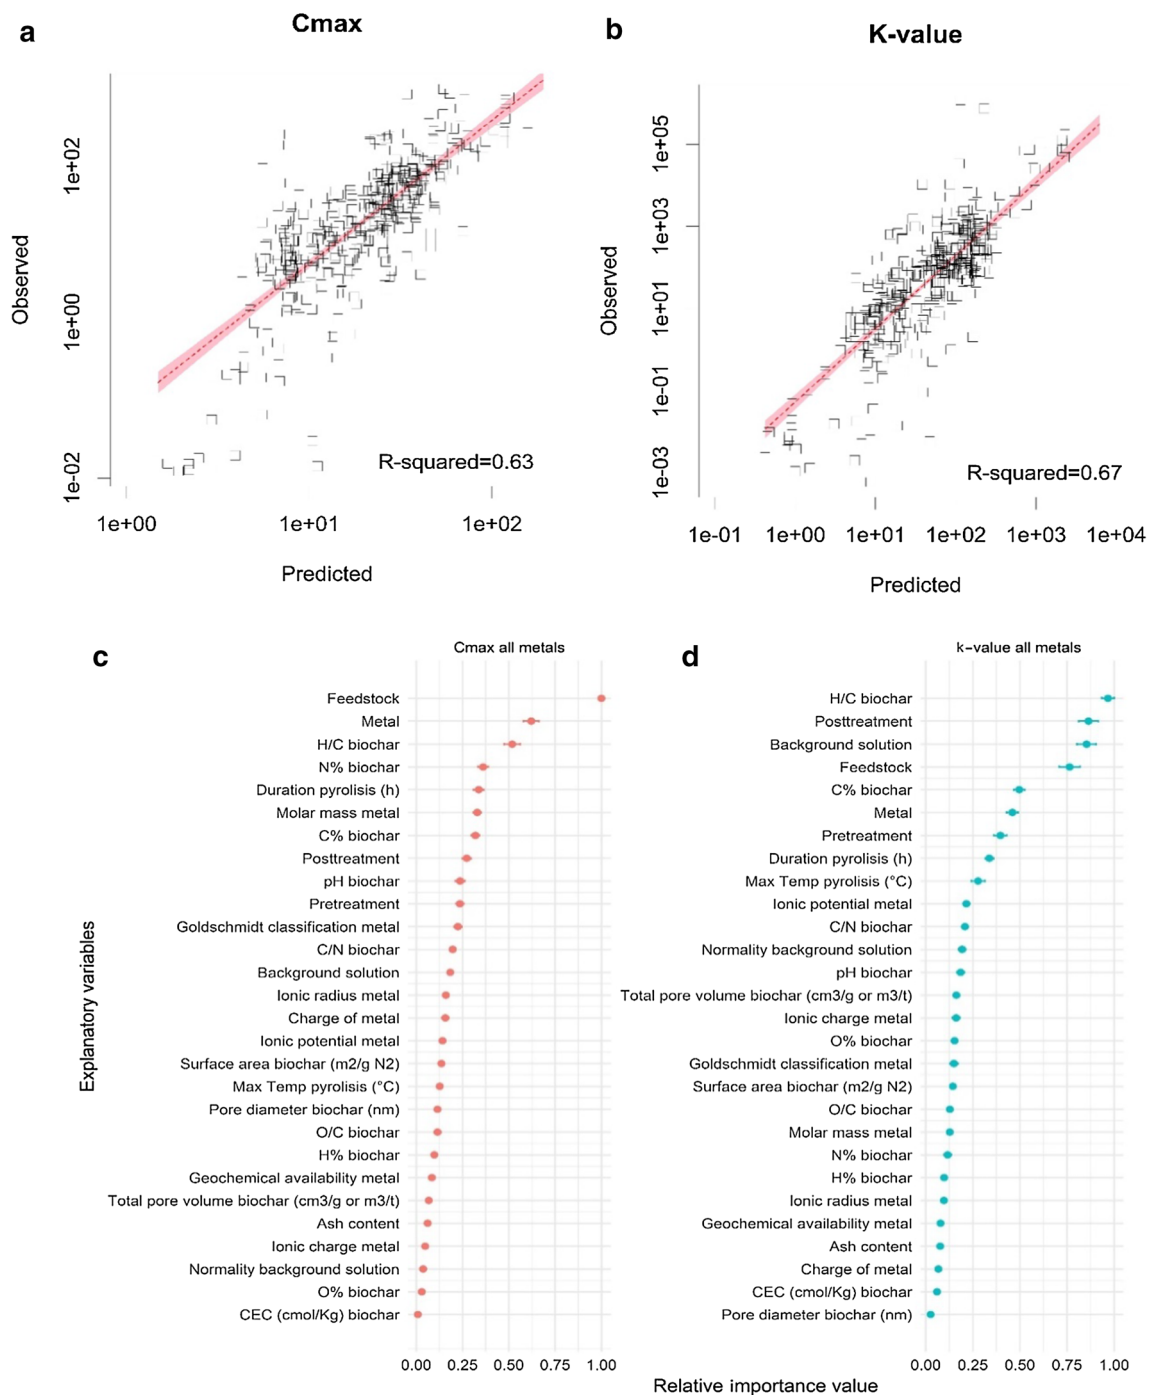 a
Cmax
Observed
1e+02
1e+00
1e-02
R-squared=0.63
1e+00 1e+01 1e+02
Predicted
b
K-value
Observed
1e+05
1e+03
1e+01
1e-01
1e-03
R-squared=0.67
1e-01 1e+00 1e+01 1e+02 1e+03 1e+04
Predicted
c
Cmax all metals
Explanatory variables
Feedstock
Metal
H/C biochar
N% biochar
Duration pyrolisis (h)
Molar mass metal
C% biochar
Posttreatment
pH biochar
Pretreatment
Goldschmidt classification metal
C/N biochar
Background solution
Ionic radius metal
Charge of metal
Ionic potential metal
Surface area biochar (m2/g N2)
Max Temp pyrolisis (°C)
Pore diameter biochar (nm)
O/C biochar
H% biochar
Geochemical availability metal
Total pore volume biochar (cm3/g or m3/t)
Ash content
Ionic charge metal
Normality background solution
O% biochar
CEC (cmol/Kg) biochar
0.00 0.25 0.50 0.75 1.00
d
k-value all metals
H/C biochar
Posttreatment
Background solution
Feedstock
C% biochar
Metal
Pretreatment
Duration pyrolisis (h)
Max Temp pyrolisis (°C)
Ionic potential metal
C/N biochar
Normality background solution
pH biochar
Total pore volume biochar (cm3/g or m3/t)
Ionic charge metal
O% biochar
Goldschmidt classification metal
Surface area biochar (m2/g N2)
O/C biochar
Molar mass metal
N% biochar
H% biochar
Ionic radius metal
Geochemical availability metal
Ash content
Charge of metal
CEC (cmol/Kg) biochar
Pore diameter biochar (nm)
0.00 0.25 0.50 0.75 1.00
Relative importance value